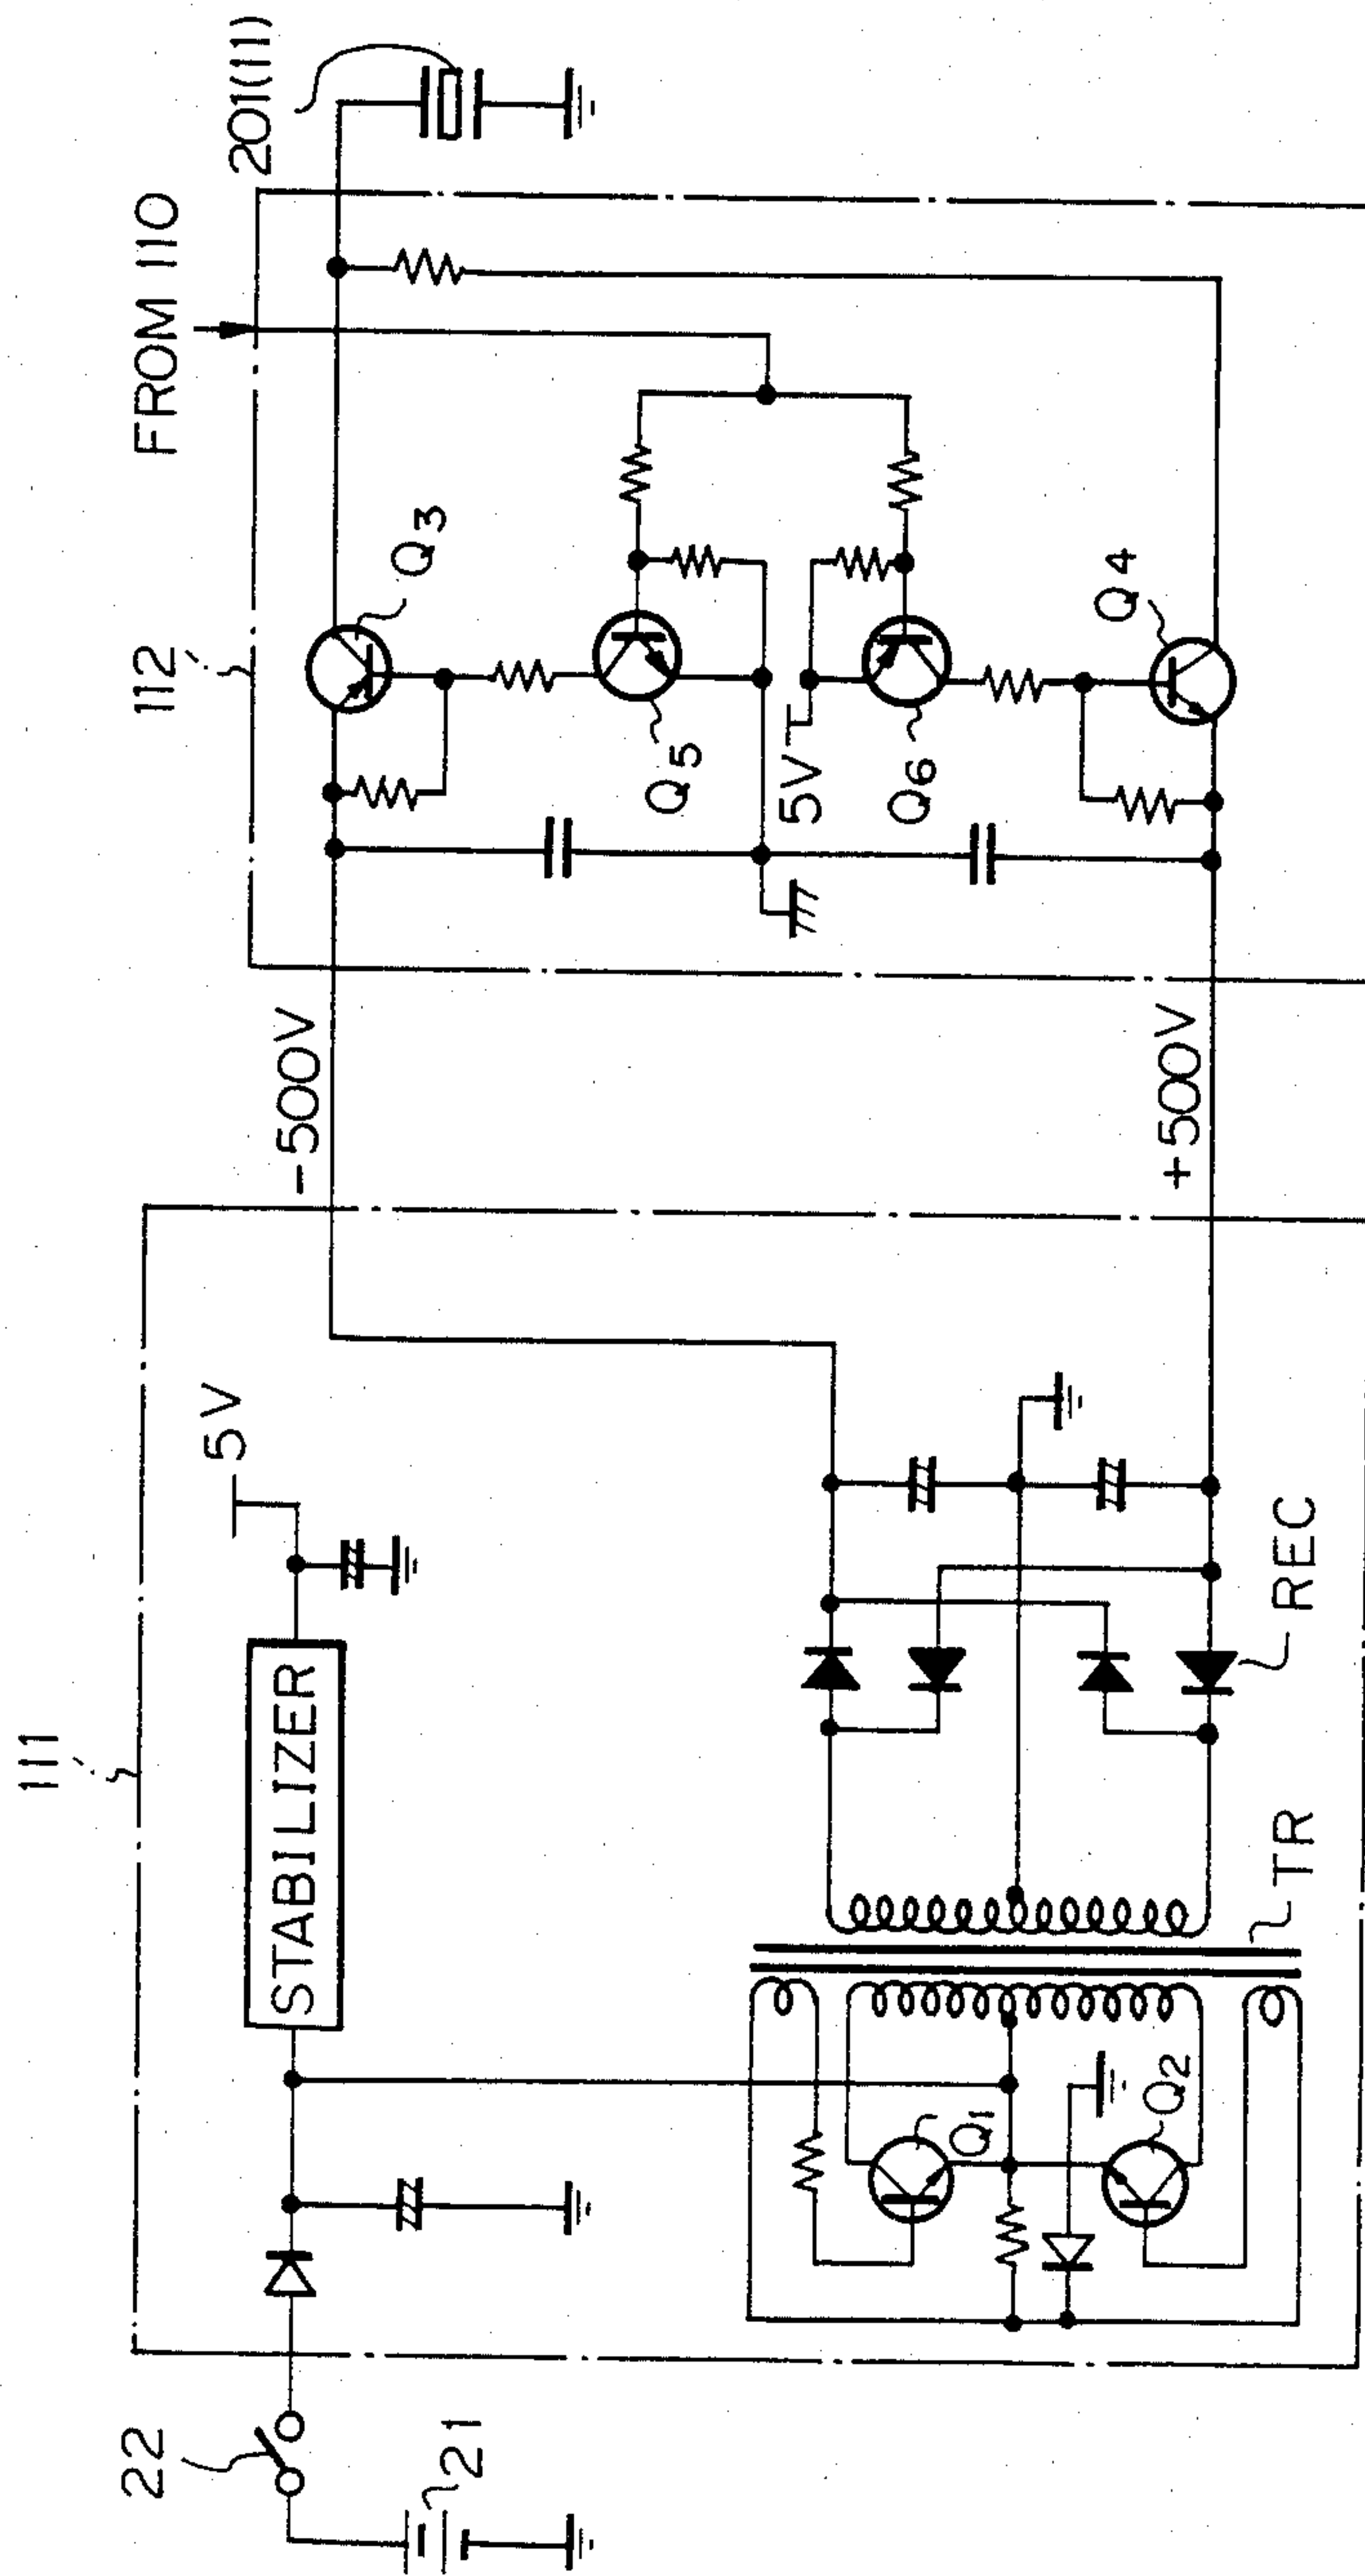 111
112
FROM 110
201(11)
22
21
STABILIZER
5V
-500V
+500V
Q3
Q5
5V
Q6
Q4
Q1
Q2
TR
REC